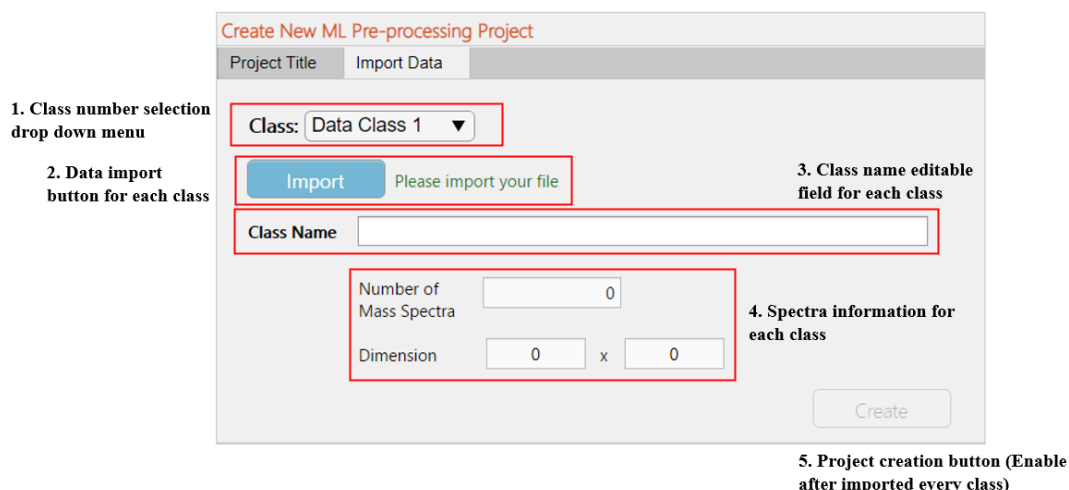 Create New ML Pre-processing Project
Project Title
Import Data
1. Class number selection
drop down menu
Class: Data Class 1
2. Data import
button for each class
Import
Please import your file
3. Class name editable
field for each class
Class Name
Number of
Mass Spectra
0
4. Spectra information for
each class
Dimension
0 x 0
Create
5. Project creation button (Enable
after imported every class)